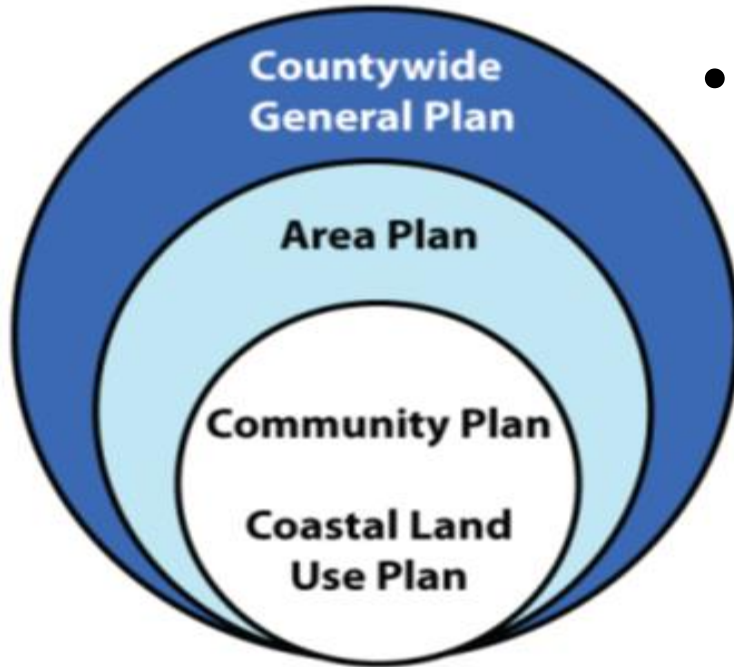 Countywide
General Plan
•
Area Plan
Community Plan
Coastal Land
Use Plan